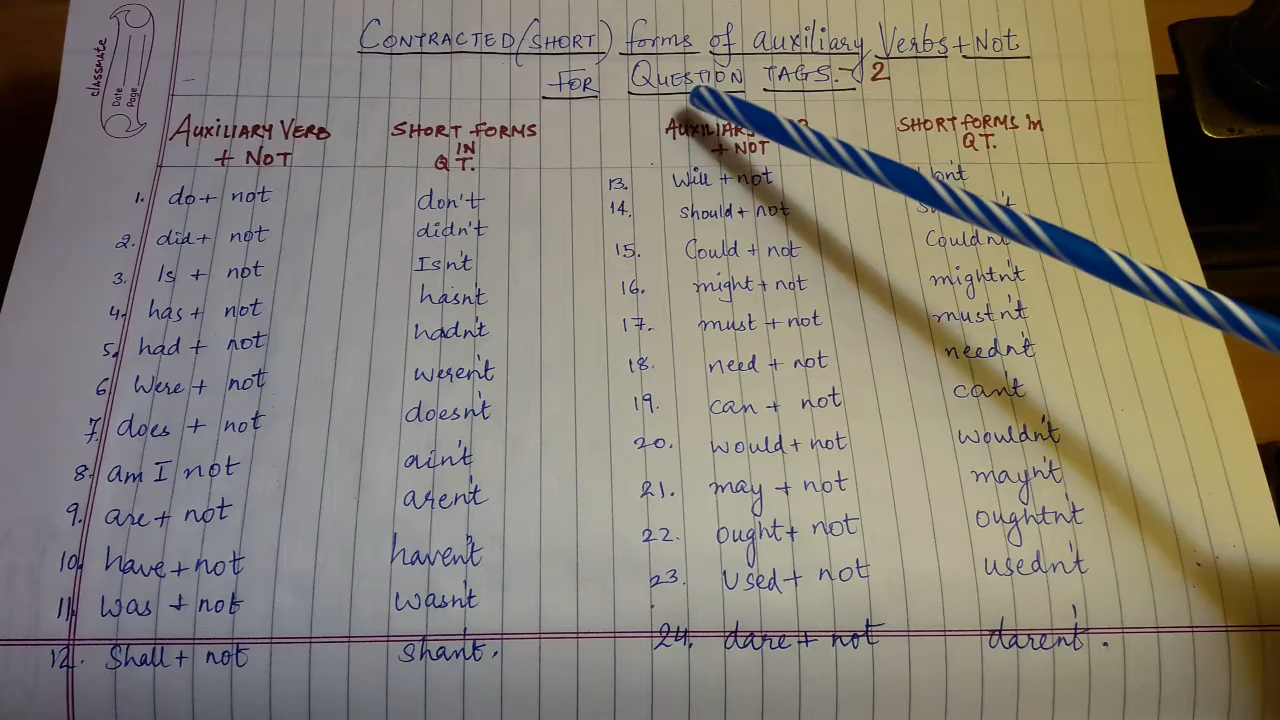 classmate
Date
Page
CONTRACTED (SHORT) forms of auxiliary Verbs + Not
FOR QUESTION TAGS. - 2
AUXILIARY VERB + NOT
SHORT FORMS IN Q T.
1. do + not don't
2. did + not didn't
3. Is + not Isn't
4. has + not hasn't
5. had + not hadn't
6. Were + not weren't
7. does + not doesn't
8. am I not ain't
9. are + not aren't
10. have + not haven't
11. was + not wasn't
12. Shall + not shan't.
+ NOT
SHORT FORMS In QT.
13. Will + not
14. should + not
15. Could + not Couldn't
16. might + not mightn't
17. must + not mustn't
18. need + not needn't
19. can + not can't
20. would + not wouldn't
21. may + not mayn't
22. ought + not oughtn't
23. Used + not usedn't
24. dare + not daren't.